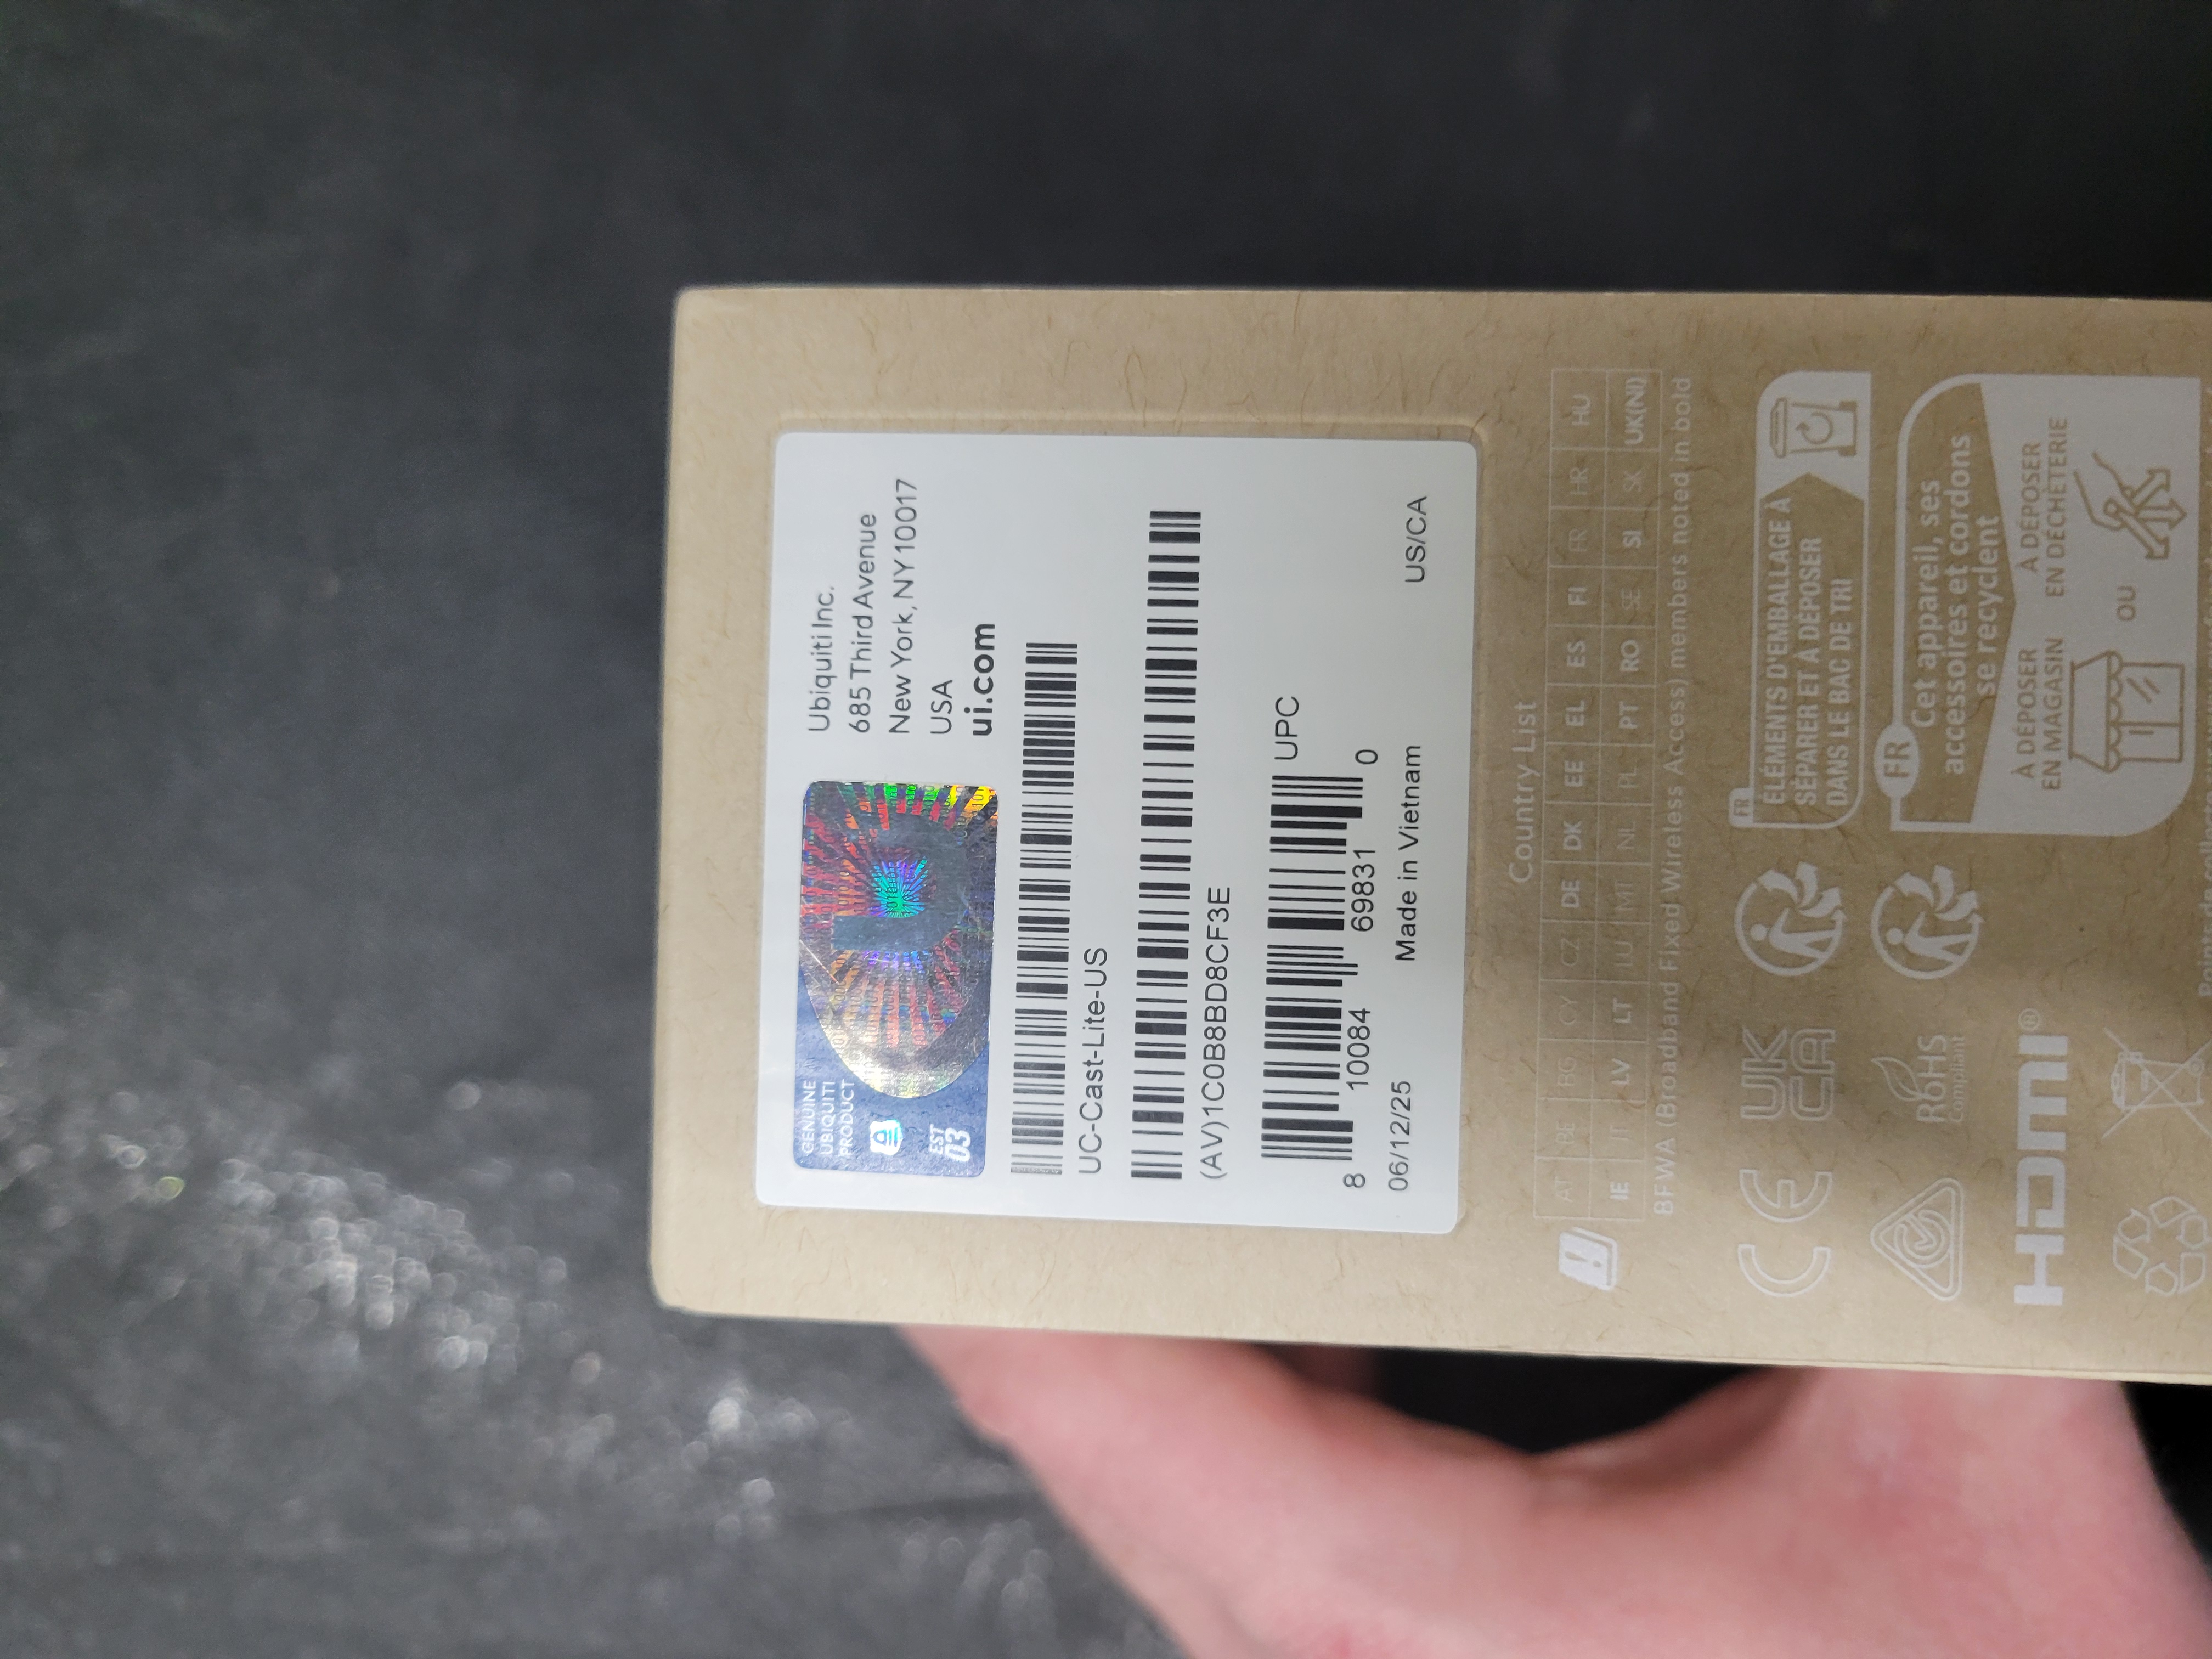 GENUINE
UBIQUITI
PRODUCT
EST
03
Ubiquiti Inc.
685 Third Avenue
New York, NY 10017
USA
ui.com
UC-Cast-Lite-US
(AV)1C0B8BD8CF3E
UPC
8 10084 69831 0
06/12/25 Made in Vietnam US/CA
Country List
AT BE BG CY CZ DE DK EE EL ES FI FR HR HU
IE IT LV LT LU MT NL PL PT RO SE SI SK UK(NI)
BFWA (Broadband Fixed Wireless Access) members noted in bold
CE
UK
CA
FR
ÉLÉMENTS D'EMBALLAGE À
SÉPARER ET À DÉPOSER
DANS LE BAC DE TRI
RoHS
Compliant
FR
Cet appareil, ses
accessoires et cordons
se recyclent
À DÉPOSER
EN MAGASIN
OU
À DÉPOSER
EN DÉCHÈTERIE
HDMI®